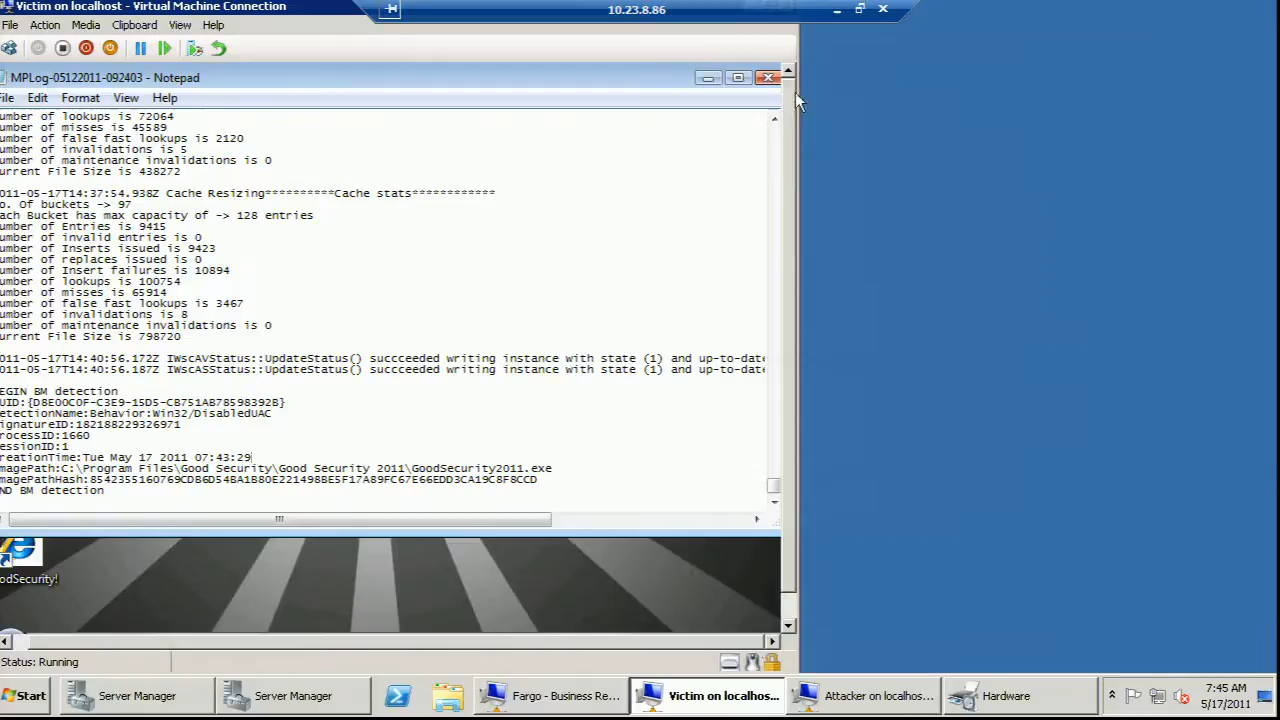 Victim on localhost - Virtual Machine Connection
10.23.8.86
File Action Media Clipboard View Help
MPLog-05122011-092403 - Notepad
File Edit Format View Help
umber of lookups is 72064
umber of misses is 45589
umber of false fast lookups is 2120
umber of invalidations is 5
umber of maintenance invalidations is 0
urrent File Size is 438272
011-05-17T14:37:54.938Z Cache Resizing**********Cache stats************
o. Of buckets -> 97
ach Bucket has max capacity of -> 128 entries
umber of Entries is 9415
umber of invalid entries is 0
umber of Inserts issued is 9423
umber of replaces issued is 0
umber of Insert failures is 10894
umber of lookups is 100754
umber of misses is 65914
umber of false fast lookups is 3467
umber of invalidations is 8
umber of maintenance invalidations is 0
urrent File Size is 798720
011-05-17T14:40:56.172Z IWscAVStatus::UpdateStatus() succceeded writing instance with state (1) and up-to-date
011-05-17T14:40:56.187Z IWscASStatus::UpdateStatus() succceeded writing instance with state (1) and up-to-date
EGIN BM detection
UID:{D8E00C0F-C3E9-15D5-CB751AB78598392B}
etectionName:Behavior:Win32/DisabledUAC
ignatureID:182188229326971
rocessID:1660
essionID:1
reationTime:Tue May 17 2011 07:43:29
magePath:C:\Program Files\Good Security\Good Security 2011\GoodSecurity2011.exe
magePathHash:8542355160769CDB6D54BA1B80E221498BE5F17A89FC67E66EDD3CA19C8F8CCD
ND BM detection
oodSecurity!
Status: Running
Start
Server Manager
Server Manager
Fargo - Business Re...
Victim on localhos...
Attacker on localhos...
Hardware
7:45 AM
5/17/2011